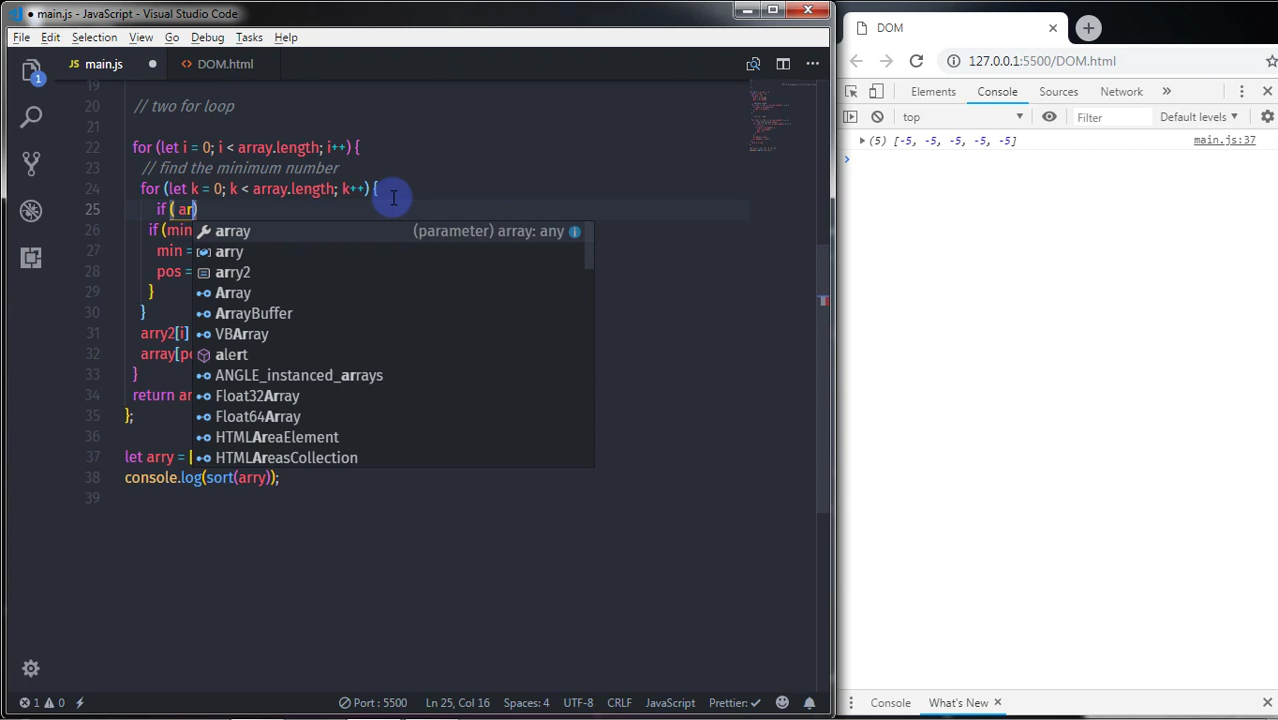 main.js - JavaScript - Visual Studio Code
File Edit Selection View Go Debug Tasks Help
main.js DOM.html
19
20 // two for loop
21
22 for (let i = 0; i < array.length; i++) {
23 // find the minimum number
24 for (let k = 0; k < array.length; k++) {
25 if ( ar)
26 if (min
27 min =
28 pos =
29 }
30 }
31 arry2[i]
32 array[po
33 }
34 return ar
35 };
36
37 let arry = [
38 console.log(sort(arry));
39
array (parameter) array: any
arry
arry2
Array
ArrayBuffer
VBArray
alert
ANGLE_instanced_arrays
Float32Array
Float64Array
HTMLAreaElement
HTMLAreasCollection
1
1 0 Port : 5500 Ln 25, Col 16 Spaces: 4 UTF-8 CRLF JavaScript Prettier: ✓
DOM
127.0.0.1:5500/DOM.html
Elements Console Sources Network »
top Filter Default levels
(5) [-5, -5, -5, -5, -5] main.js:37
Console What's New